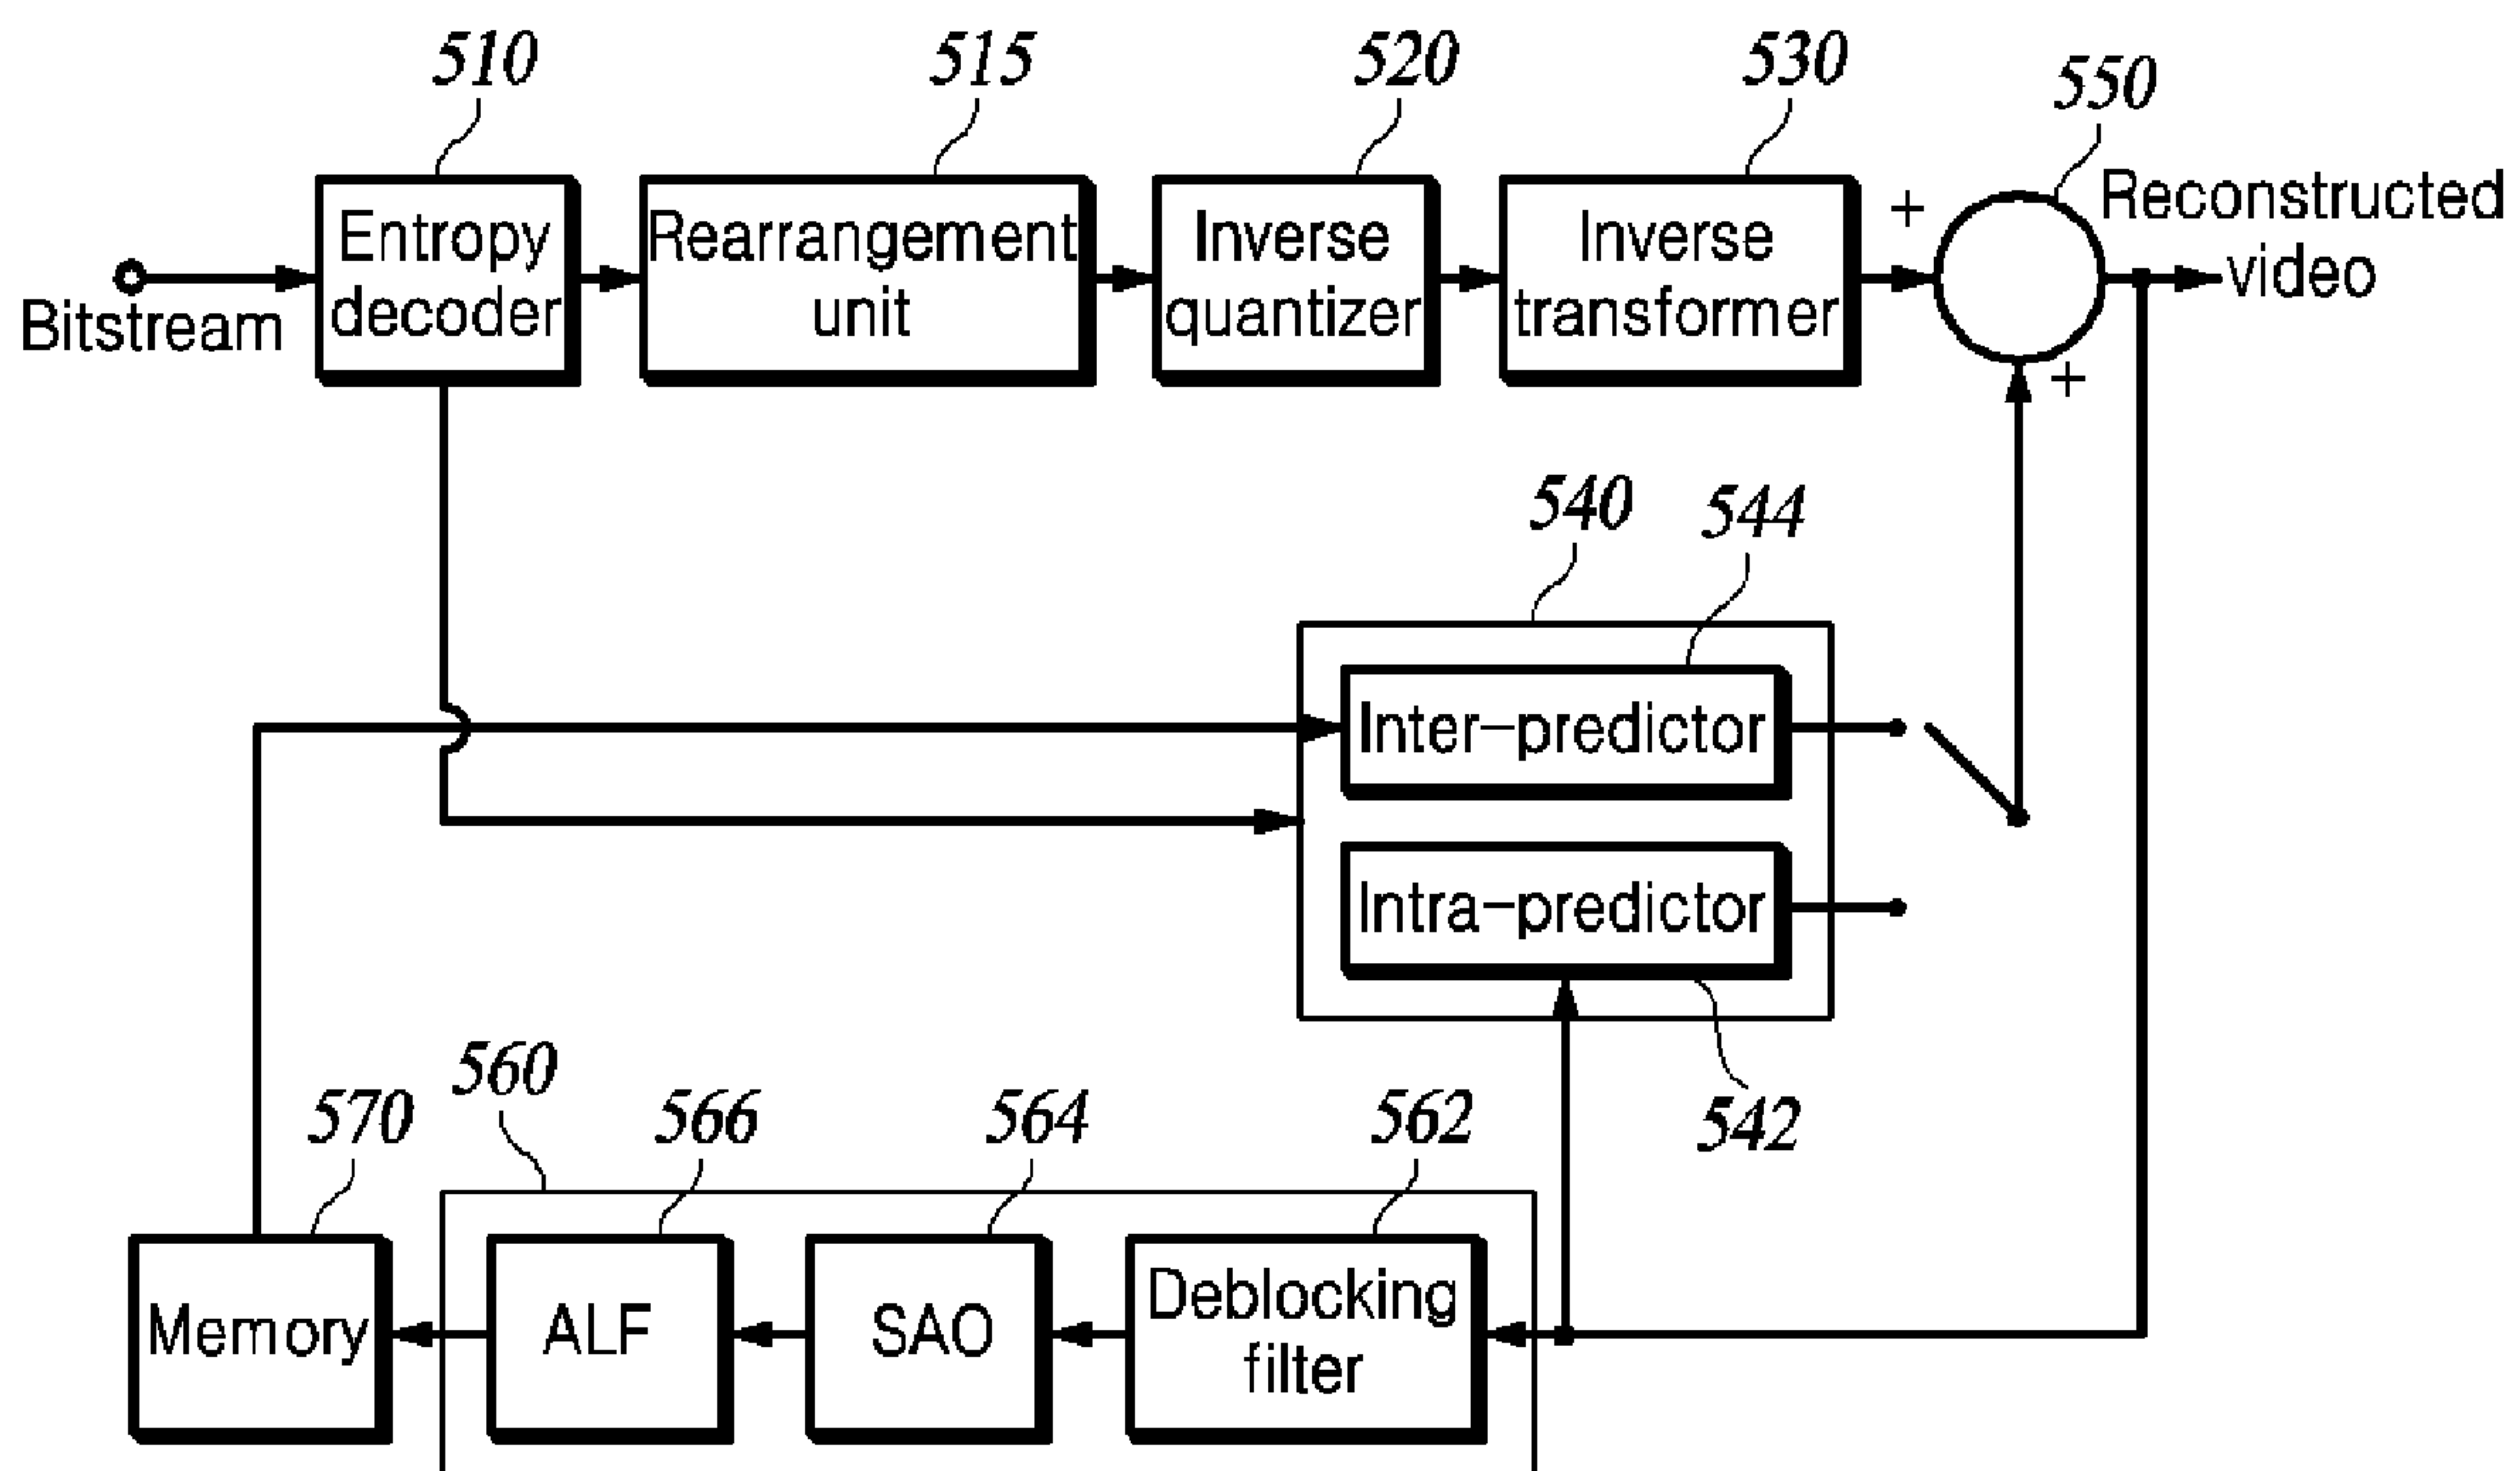 510
515
520
530
550
Entropy
decoder
Rearrangement
unit
Inverse
quantizer
Inverse
transformer
+
+
Reconstructed
video
Bitstream
540
544
Inter-predictor
Intra-predictor
542
560
570
566
564
562
Memory
ALF
SAO
Deblocking
filter